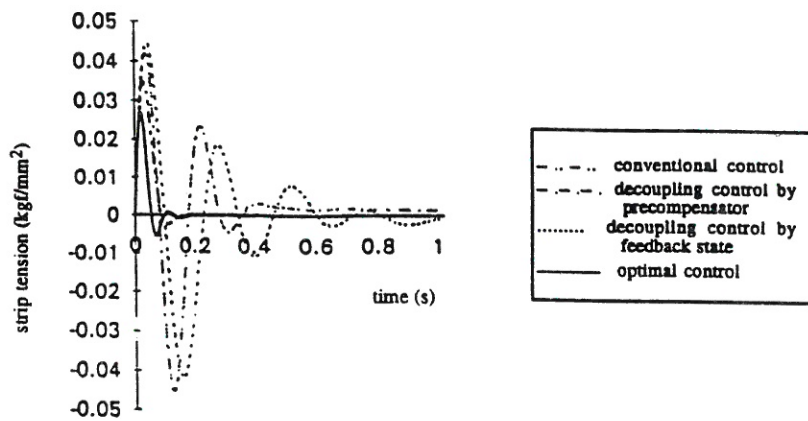 0.05
0.04
0.03
0.02
0.01
0
-0.01
-0.02
-0.03
-0.04
-0.05
strip tension (kgf/mm²)
0 0.2 0.4 0.6 0.8 1
time (s)
conventional control
decoupling control by
precompensator
decoupling control by
feedback state
optimal control